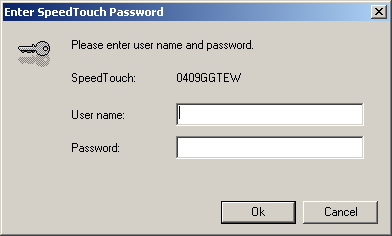 Enter SpeedTouch Password
Please enter user name and password.
SpeedTouch: 0409GGTEW
User name:
Password:
Ok Cancel